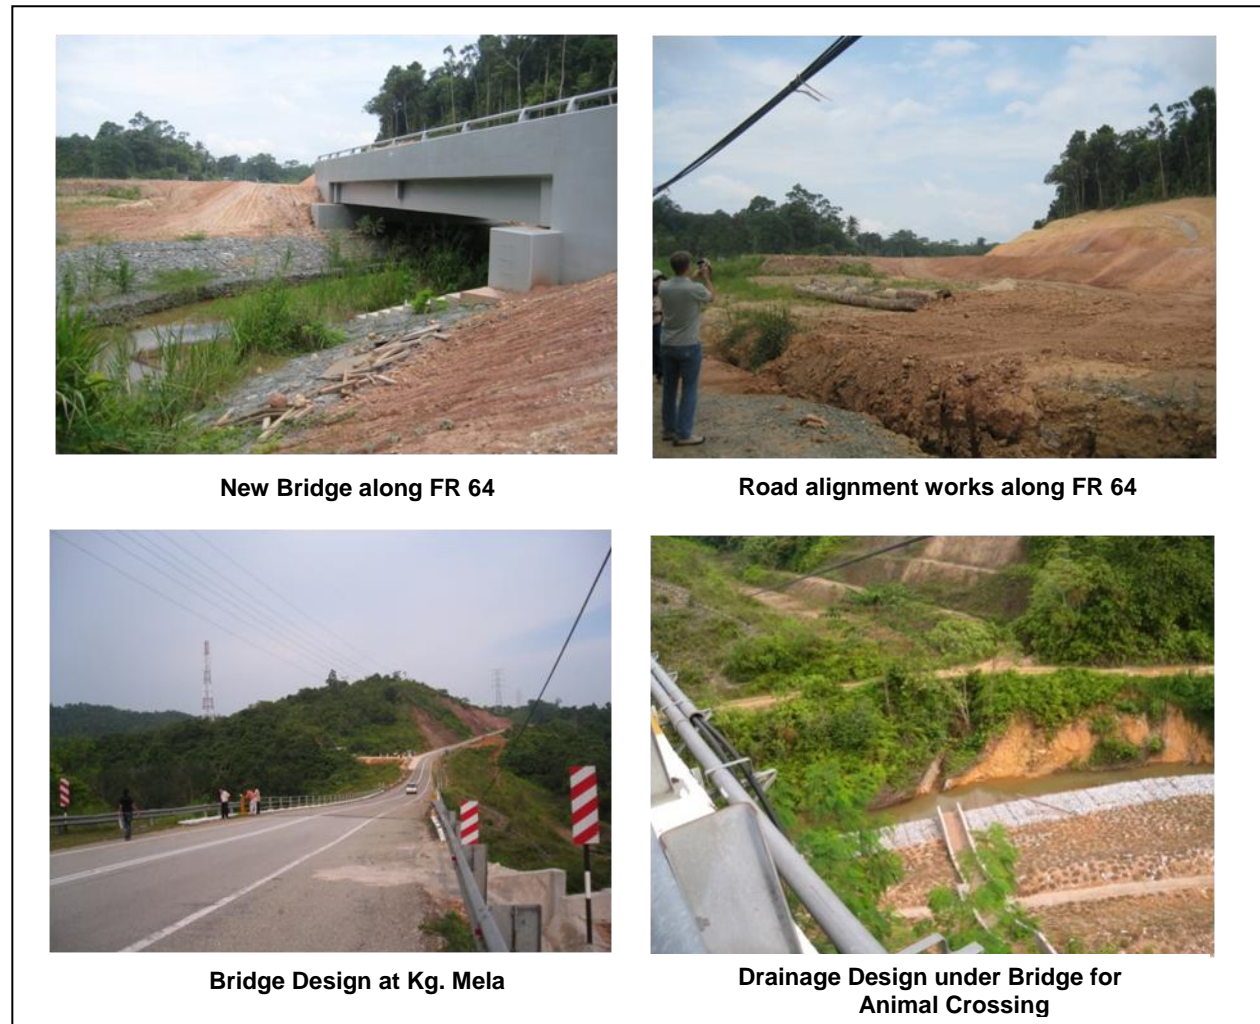 New Bridge along FR 64
Road alignment works along FR 64
Bridge Design at Kg. Mela
Drainage Design under Bridge for
Animal Crossing